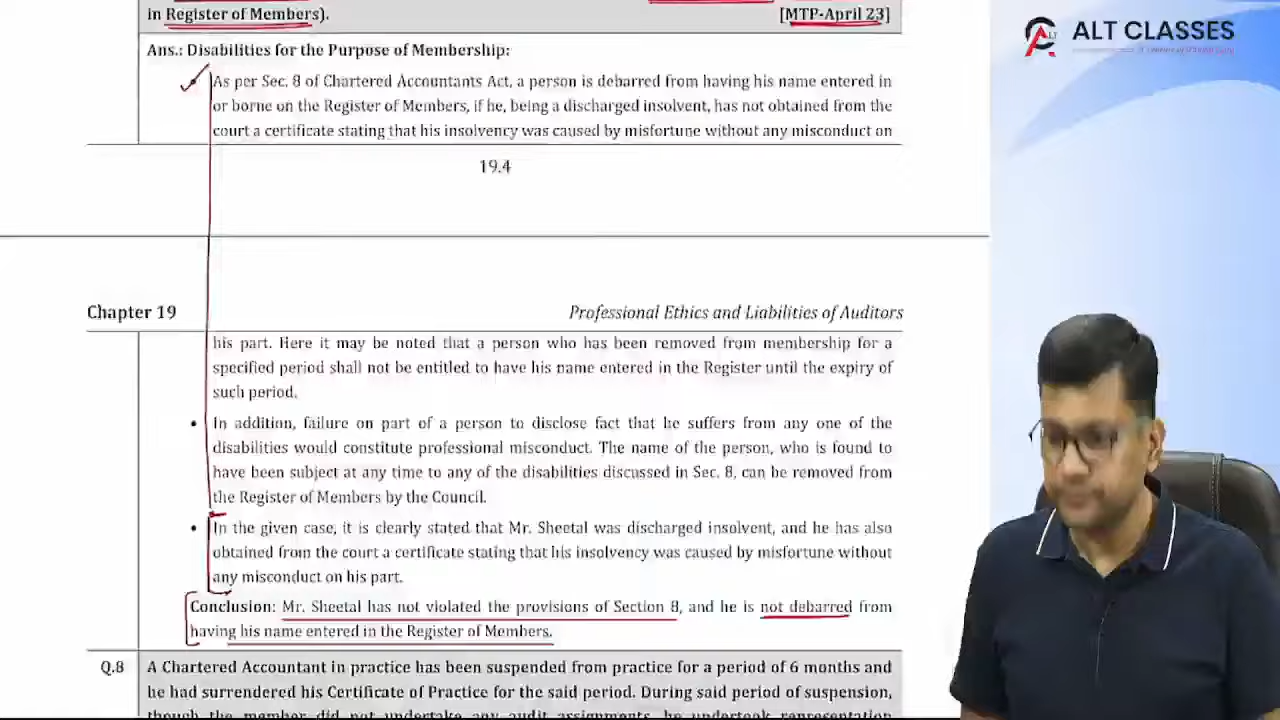 in Register of Members). [MTP-April 23]
ALT CLASSES
Ans.: Disabilities for the Purpose of Membership:
• As per Sec. 8 of Chartered Accountants Act, a person is debarred from having his name entered in
or borne on the Register of Members, if he, being a discharged insolvent, has not obtained from the
court a certificate stating that his insolvency was caused by misfortune without any misconduct on
19.4
Chapter 19 Professional Ethics and Liabilities of Auditors
his part. Here it may be noted that a person who has been removed from membership for a
specified period shall not be entitled to have his name entered in the Register until the expiry of
such period.
• In addition, failure on part of a person to disclose fact that he suffers from any one of the
disabilities would constitute professional misconduct. The name of the person, who is found to
have been subject at any time to any of the disabilities discussed in Sec. 8, can be removed from
the Register of Members by the Council.
• In the given case, it is clearly stated that Mr. Sheetal was discharged insolvent, and he has also
obtained from the court a certificate stating that his insolvency was caused by misfortune without
any misconduct on his part.
Conclusion: Mr. Sheetal has not violated the provisions of Section 8, and he is not debarred from
having his name entered in the Register of Members.
Q.8 A Chartered Accountant in practice has been suspended from practice for a period of 6 months and
he had surrendered his Certificate of Practice for the said period. During said period of suspension,
though the member did not undertake any audit assignments, he undertook representation